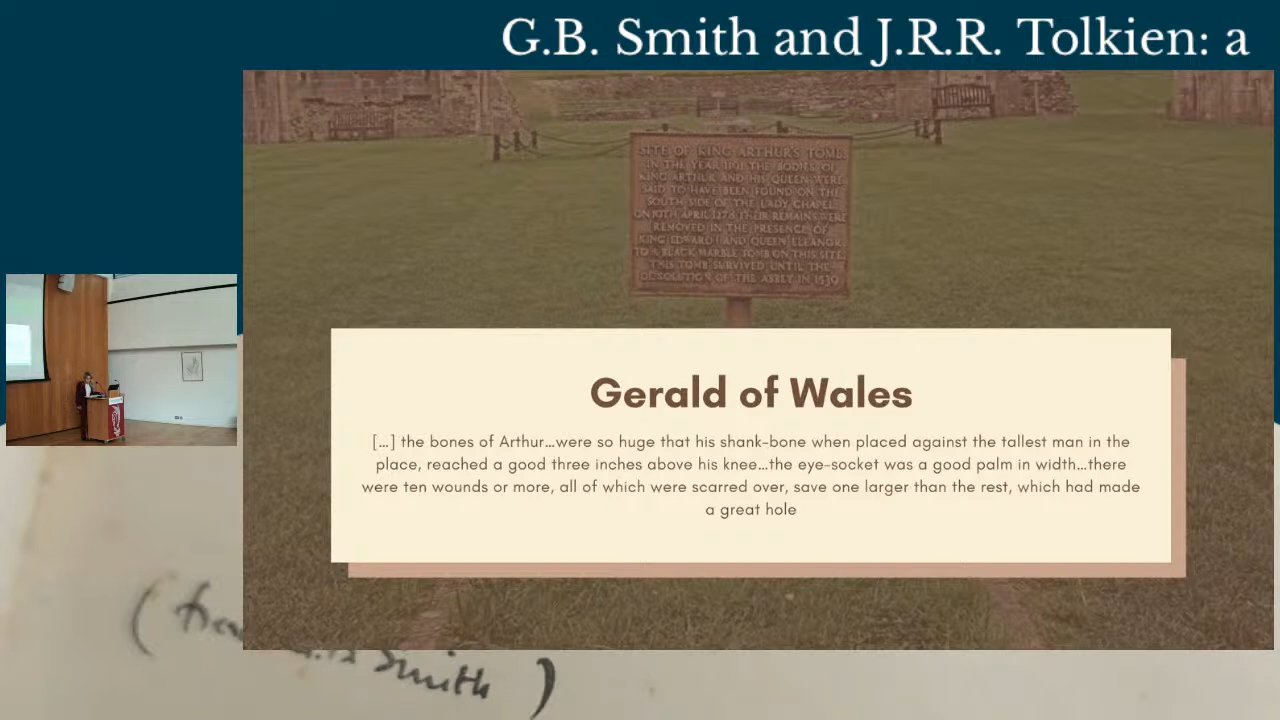 G.B. Smith and J.R.R. Tolkien: a
SITE OF KING ARTHUR'S TOMB.
IN THE YEAR 1191 THE BODIES OF
KING ARTHUR AND HIS QUEEN WERE
SAID TO HAVE BEEN FOUND ON THE
SOUTH SIDE OF THE LADY CHAPEL
ON 19TH APRIL 1278 THEIR REMAINS WERE
REMOVED IN THE PRESENCE OF
KING EDWARD I AND QUEEN ELEANOR
TO A BLACK MARBLE TOMB ON THIS SITE.
THIS TOMB SURVIVED UNTIL THE
DISSOLUTION OF THE ABBEY IN 1539
Gerald of Wales
[...] the bones of Arthur...were so huge that his shank-bone when placed against the tallest man in the
place, reached a good three inches above his knee...the eye-socket was a good palm in width...there
were ten wounds or more, all of which were scarred over, save one larger than the rest, which had made
a great hole
Smith )